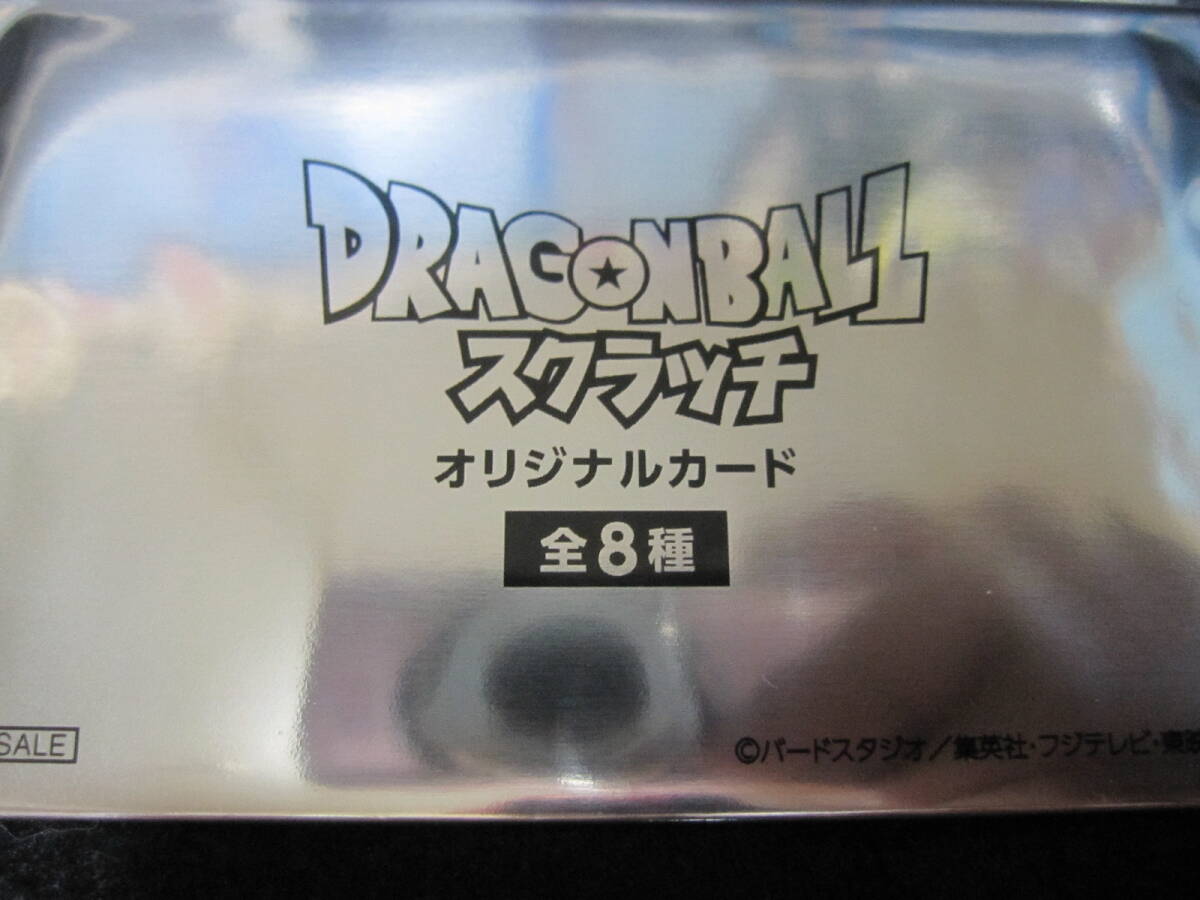 DRAGONBALL
スクラッチ
オリジナルカード
全8種
SALE
©バードスタジオ／集英社・フジテレビ・東